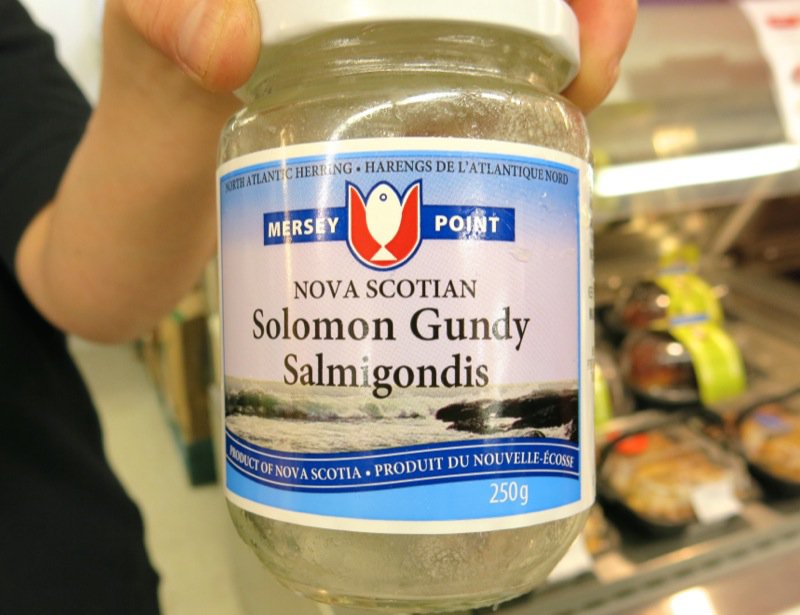 NORTH ATLANTIC HERRING • HARENGS DE L'ATLANTIQUE NORD
MERSEY POINT
NOVA SCOTIAN
Solomon Gundy
Salmigondis
PRODUCT OF NOVA SCOTIA • PRODUIT DU NOUVELLE-ÉCOSSE
250g